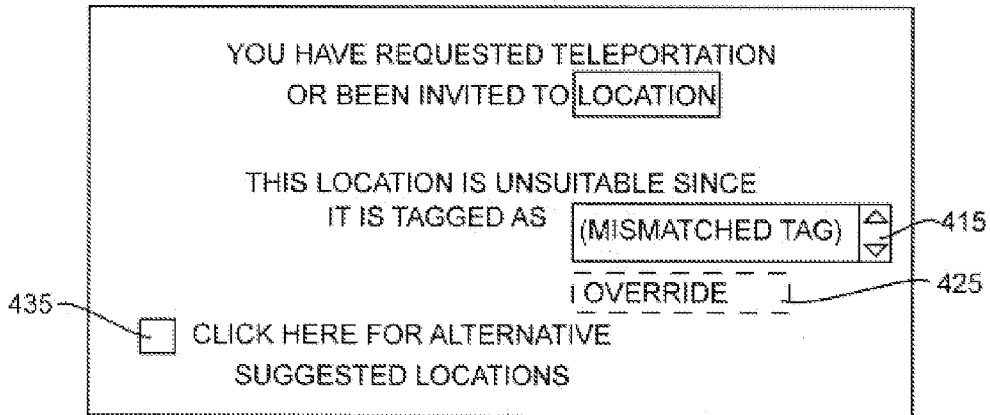 YOU HAVE REQUESTED TELEPORTATION
OR BEEN INVITED TO LOCATION
THIS LOCATION IS UNSUITABLE SINCE
IT IS TAGGED AS (MISMATCHED TAG) 415
OVERRIDE 425
435 CLICK HERE FOR ALTERNATIVE
SUGGESTED LOCATIONS